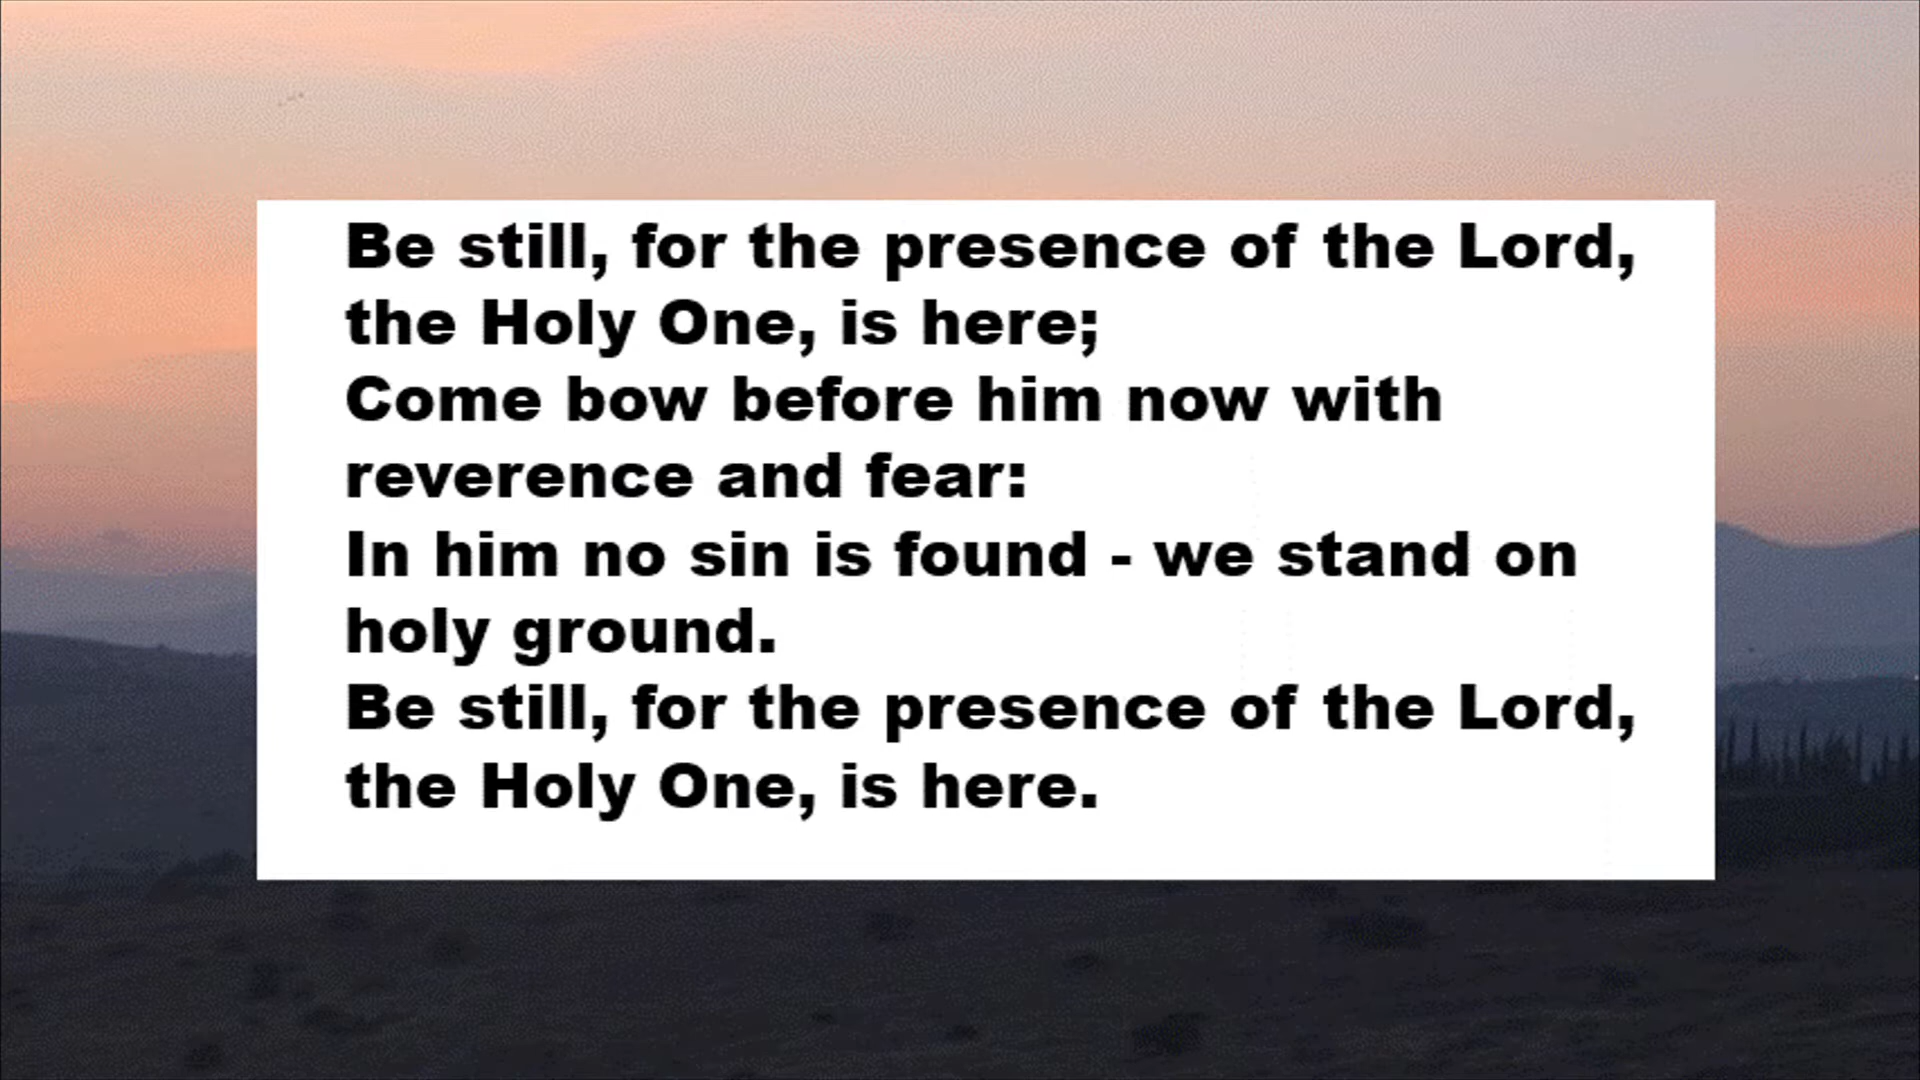 Be still, for the presence of the Lord,
the Holy One, is here;
Come bow before him now with
reverence and fear:
In him no sin is found - we stand on
holy ground.
Be still, for the presence of the Lord,
the Holy One, is here.